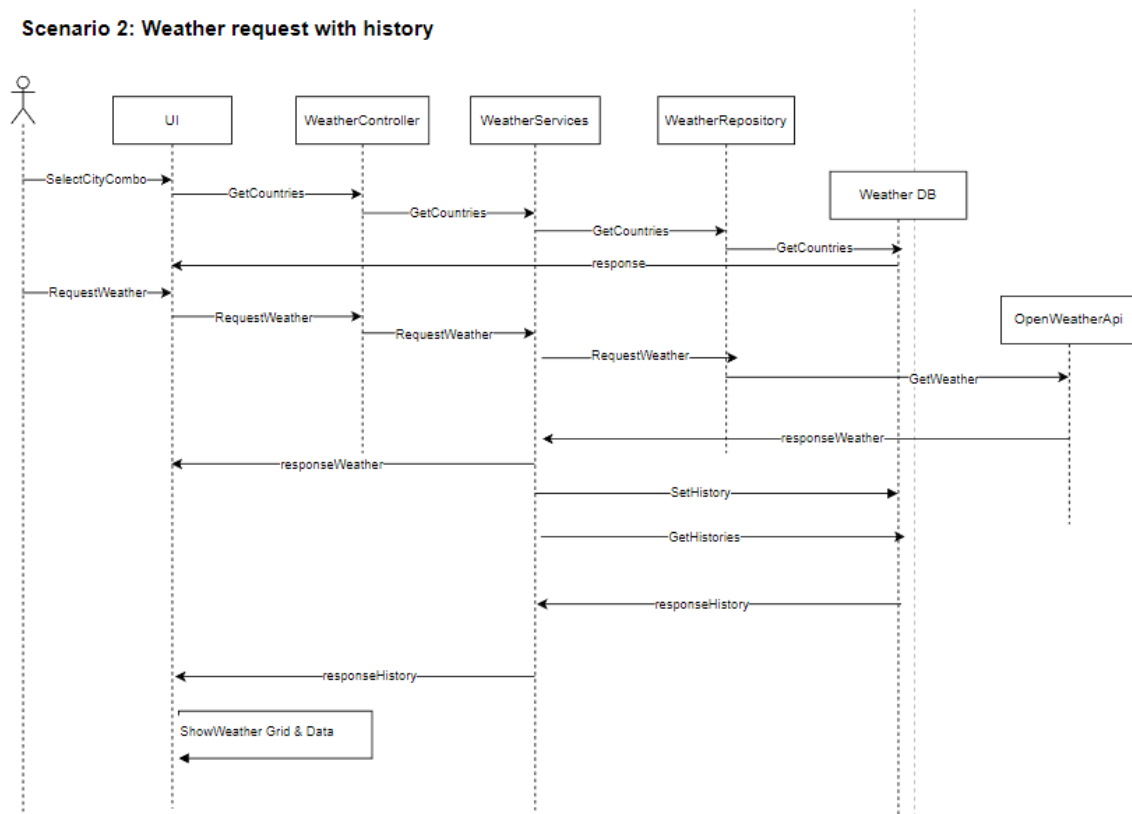 Scenario 2: Weather request with history
UI
WeatherController
WeatherServices
WeatherRepository
SelectCityCombo
GetCountries
Weather DB
GetCountries
GetCountries
GetCountries
response
RequestWeather
RequestWeather
OpenWeatherApi
RequestWeather
RequestWeather
GetWeather
responseWeather
responseWeather
SetHistory
GetHistories
responseHistory
responseHistory
ShowWeather Grid & Data